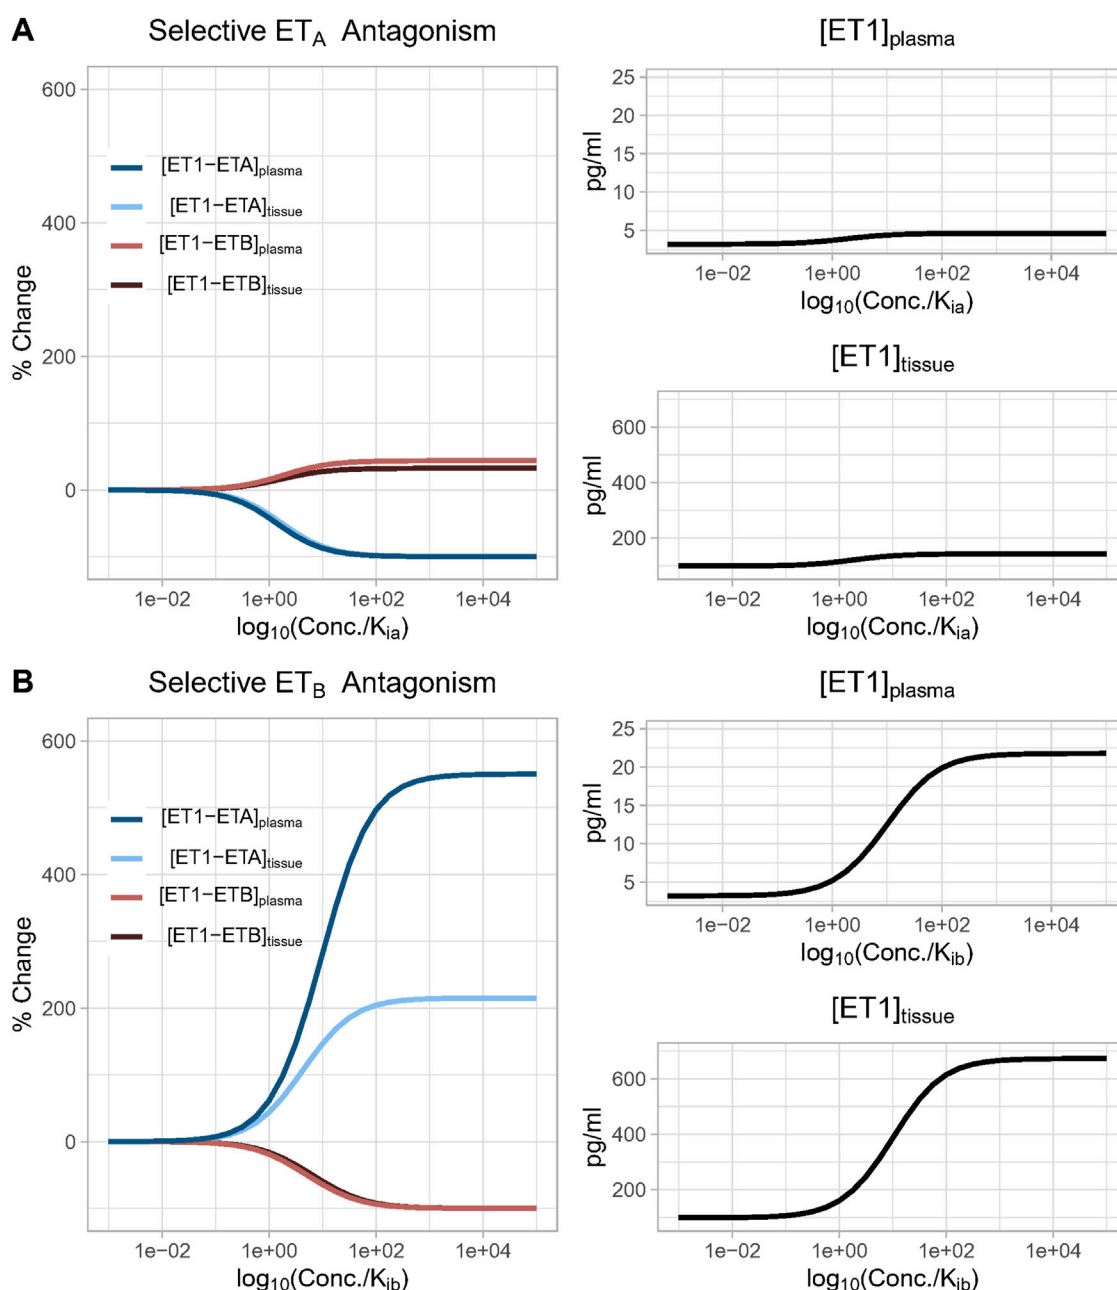 A
Selective ET_A Antagonism
600
400
200
0
% Change
[ET1−ETA]plasma
[ET1−ETA]tissue
[ET1−ETB]plasma
[ET1−ETB]tissue
1e−02 1e+00 1e+02 1e+04
log10(Conc./Kia)
[ET1]plasma
25
20
15
10
5
pg/ml
1e−02 1e+00 1e+02 1e+04
log10(Conc./Kia)
[ET1]tissue
600
400
200
pg/ml
1e−02 1e+00 1e+02 1e+04
log10(Conc./Kia)
B
Selective ET_B Antagonism
600
400
200
0
% Change
[ET1−ETA]plasma
[ET1−ETA]tissue
[ET1−ETB]plasma
[ET1−ETB]tissue
1e−02 1e+00 1e+02 1e+04
log10(Conc./Kib)
[ET1]plasma
25
20
15
10
5
pg/ml
1e−02 1e+00 1e+02 1e+04
log10(Conc./Kib)
[ET1]tissue
600
400
200
pg/ml
1e−02 1e+00 1e+02 1e+04
log10(Conc./Kib)